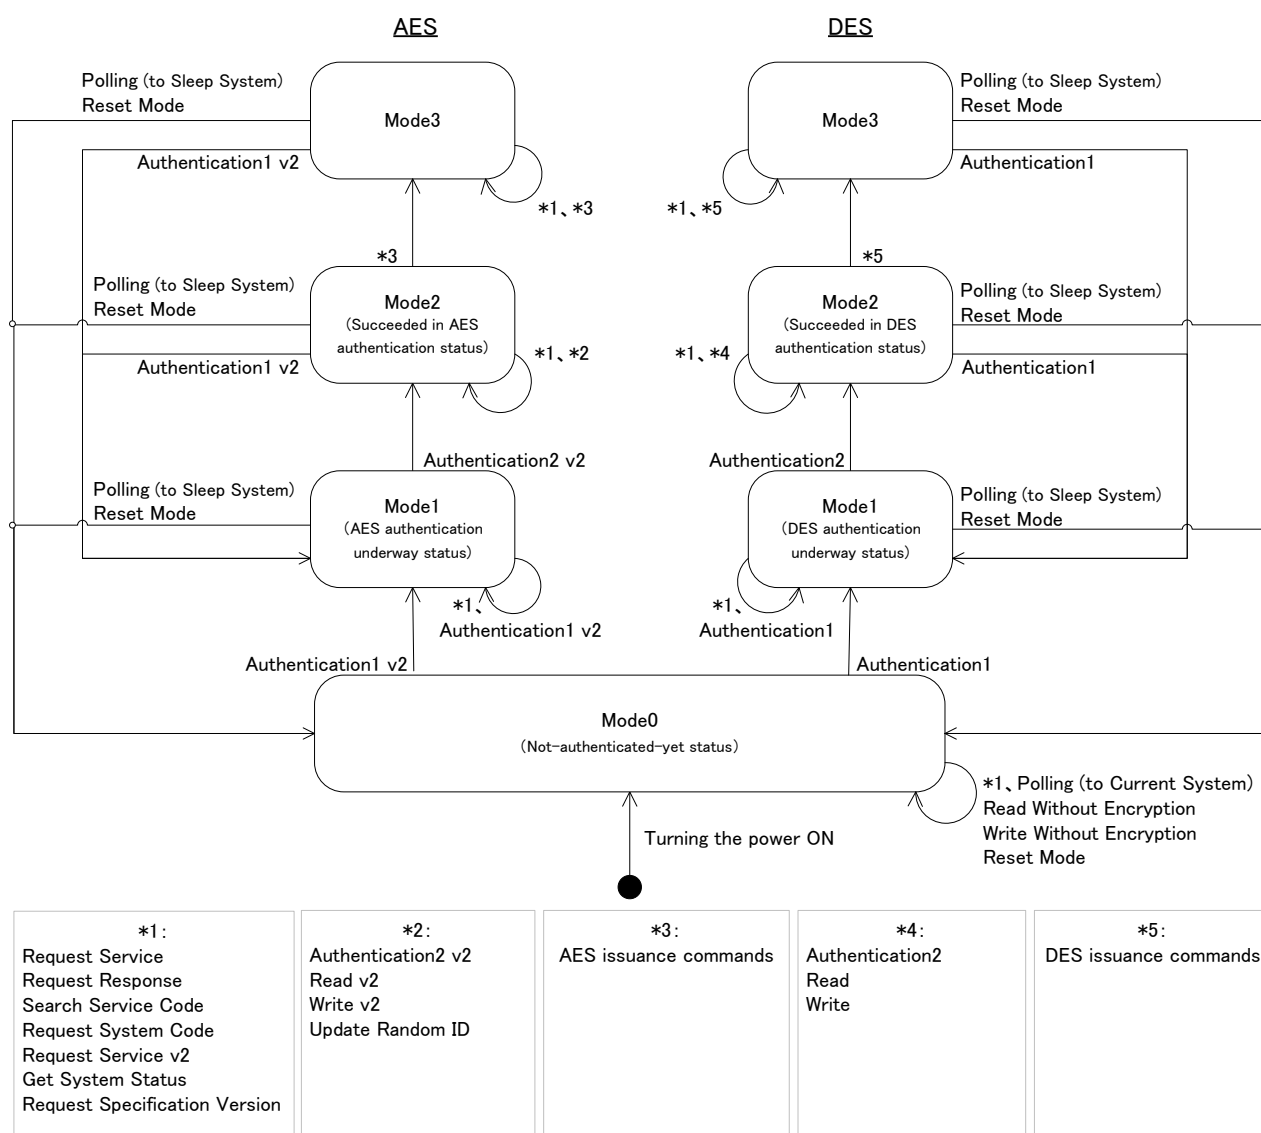 AES
DES
Polling (to Sleep System)
Reset Mode
Mode3
Mode3
Polling (to Sleep System)
Reset Mode
Authentication1 v2
Authentication1
*1、*3
*1、*5
*3
*5
Polling (to Sleep System)
Reset Mode
Mode2
(Succeeded in AES
authentication status)
Mode2
(Succeeded in DES
authentication status)
Polling (to Sleep System)
Reset Mode
*1、*2
*1、*4
Authentication1 v2
Authentication1
Authentication2 v2
Authentication2
Polling (to Sleep System)
Reset Mode
Mode1
(AES authentication
underway status)
Mode1
(DES authentication
underway status)
Polling (to Sleep System)
Reset Mode
*1、
Authentication1 v2
*1、
Authentication1
Authentication1 v2
Authentication1
Mode0
(Not-authenticated-yet status)
*1、Polling (to Current System)
Read Without Encryption
Write Without Encryption
Reset Mode
Turning the power ON
*1:
Request Service
Request Response
Search Service Code
Request System Code
Request Service v2
Get System Status
Request Specification Version
*2:
Authentication2 v2
Read v2
Write v2
Update Random ID
*3:
AES issuance commands
*4:
Authentication2
Read
Write
*5:
DES issuance commands